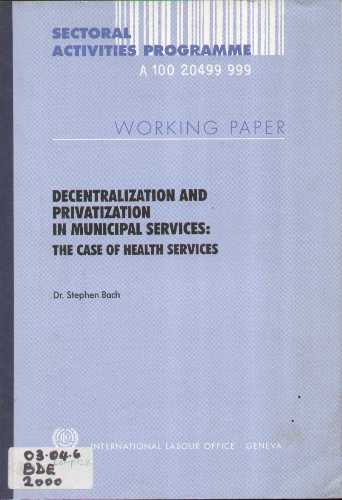 SECTORAL
ACTIVITIES PROGRAMME
A 100 20499 999
WORKING PAPER
DECENTRALIZATION AND
PRIVATIZATION
IN MUNICIPAL SERVICES:
THE CASE OF HEALTH SERVICES
Dr. Stephen Bach
INTERNATIONAL LABOUR OFFICE GENEVA
03.04.6
BDE
2000